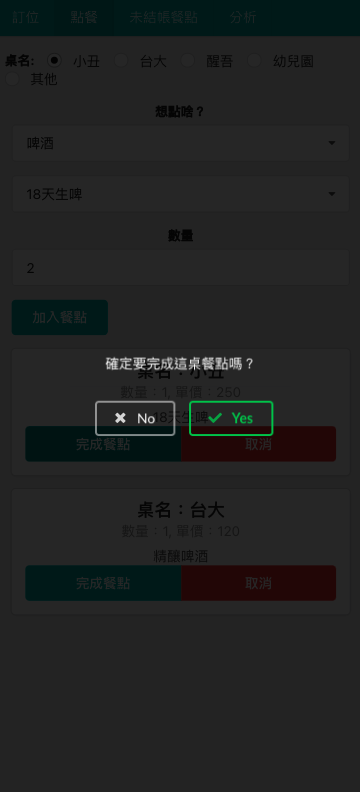 訂位 點餐 未結帳餐點 分析
桌名: 小丑 台大 醒吾 幼兒園
其他
想點啥？
啤酒
18天生啤
數量
2
加入餐點
桌名：小丑
確定要完成這桌餐點嗎？
數量：1, 單價：250
18天生啤
No Yes
完成餐點 取消
桌名：台大
數量：1, 單價：120
精釀啤酒
完成餐點 取消